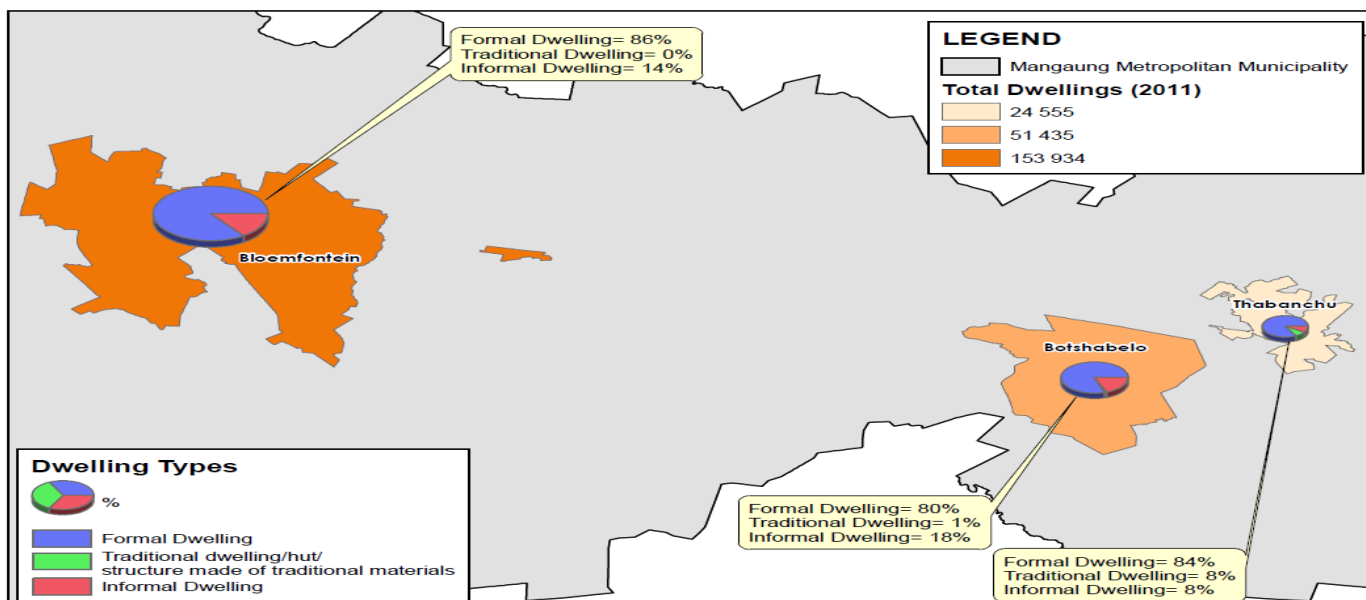 Formal Dwelling= 86%
Traditional Dwelling= 0%
Informal Dwelling= 14%
LEGEND
Mangaung Metropolitan Municipality
Total Dwellings (2011)
24 555
51 435
153 934
Bloemfontein
Thabanchu
Botshabelo
Dwelling Types
%
Formal Dwelling
Traditional dwelling/hut/
structure made of traditional materials
Informal Dwelling
Formal Dwelling= 80%
Traditional Dwelling= 1%
Informal Dwelling= 18%
Formal Dwelling= 84%
Traditional Dwelling= 8%
Informal Dwelling= 8%